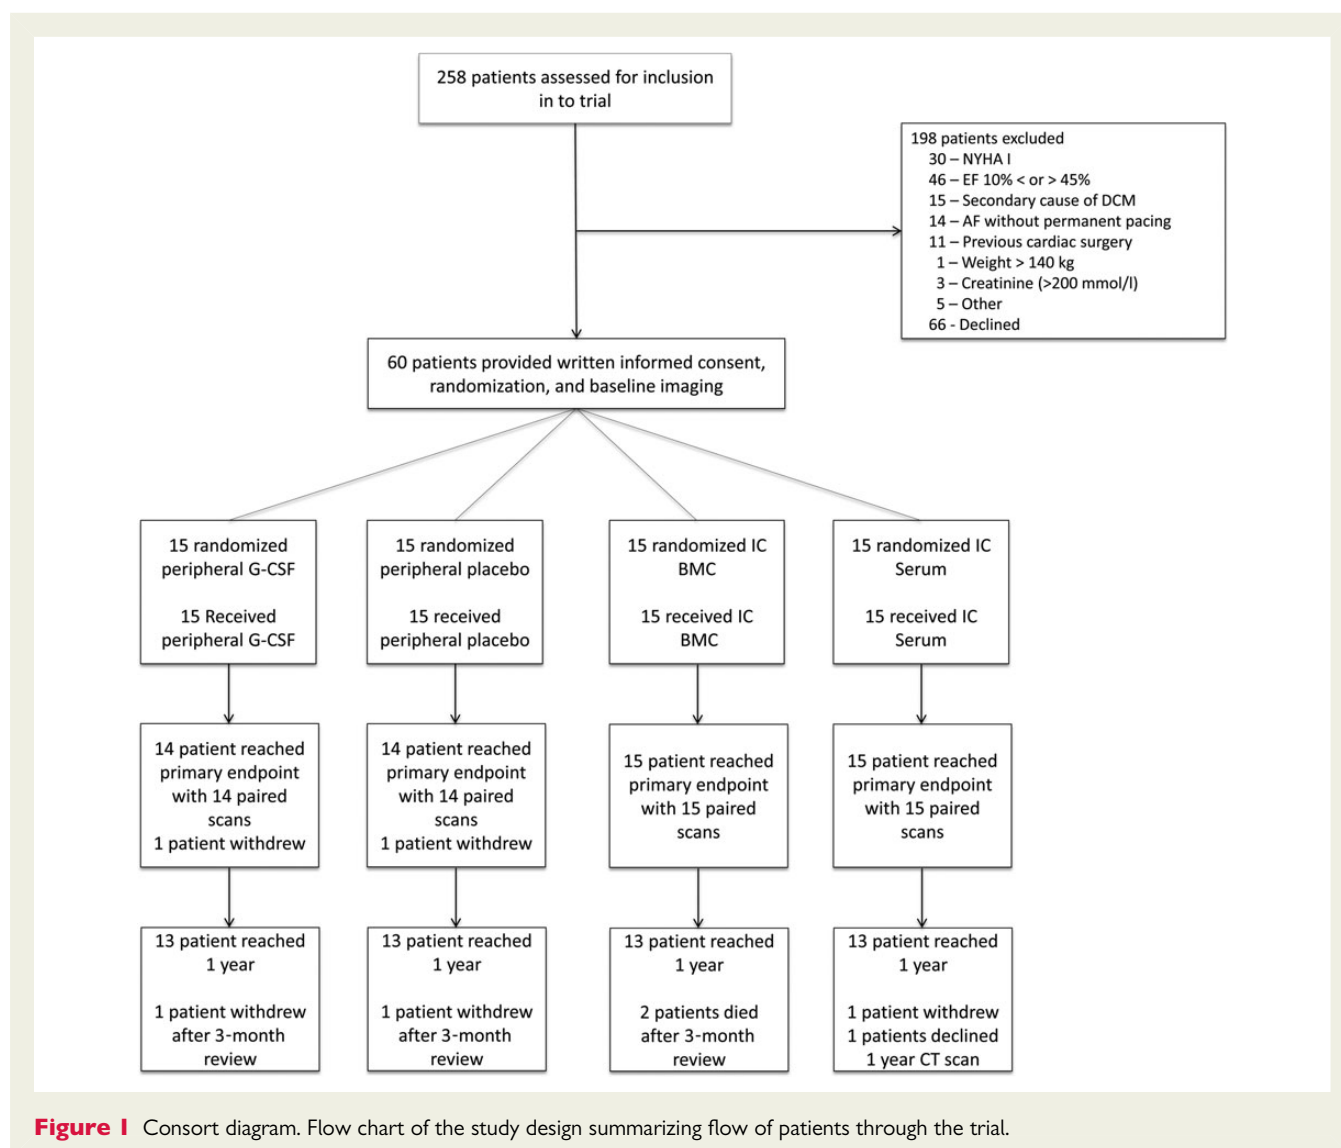 258 patients assessed for inclusion
in to trial
198 patients excluded
30 – NYHA I
46 – EF 10% < or > 45%
15 – Secondary cause of DCM
14 – AF without permanent pacing
11 – Previous cardiac surgery
1 – Weight > 140 kg
3 – Creatinine (>200 mmol/l)
5 – Other
66 - Declined
60 patients provided written informed consent,
randomization, and baseline imaging
15 randomized
peripheral G-CSF
15 Received
peripheral G-CSF
15 randomized
peripheral placebo
15 received
peripheral placebo
15 randomized IC
BMC
15 received IC
BMC
15 randomized IC
Serum
15 received IC
Serum
14 patient reached
primary endpoint
with 14 paired
scans
1 patient withdrew
14 patient reached
primary endpoint
with 14 paired
scans
1 patient withdrew
15 patient reached
primary endpoint
with 15 paired
scans
15 patient reached
primary endpoint
with 15 paired
scans
13 patient reached
1 year
1 patient withdrew
after 3-month
review
13 patient reached
1 year
1 patient withdrew
after 3-month
review
13 patient reached
1 year
2 patients died
after 3-month
review
13 patient reached
1 year
1 patient withdrew
1 patients declined
1 year CT scan
Figure 1 Consort diagram. Flow chart of the study design summarizing flow of patients through the trial.